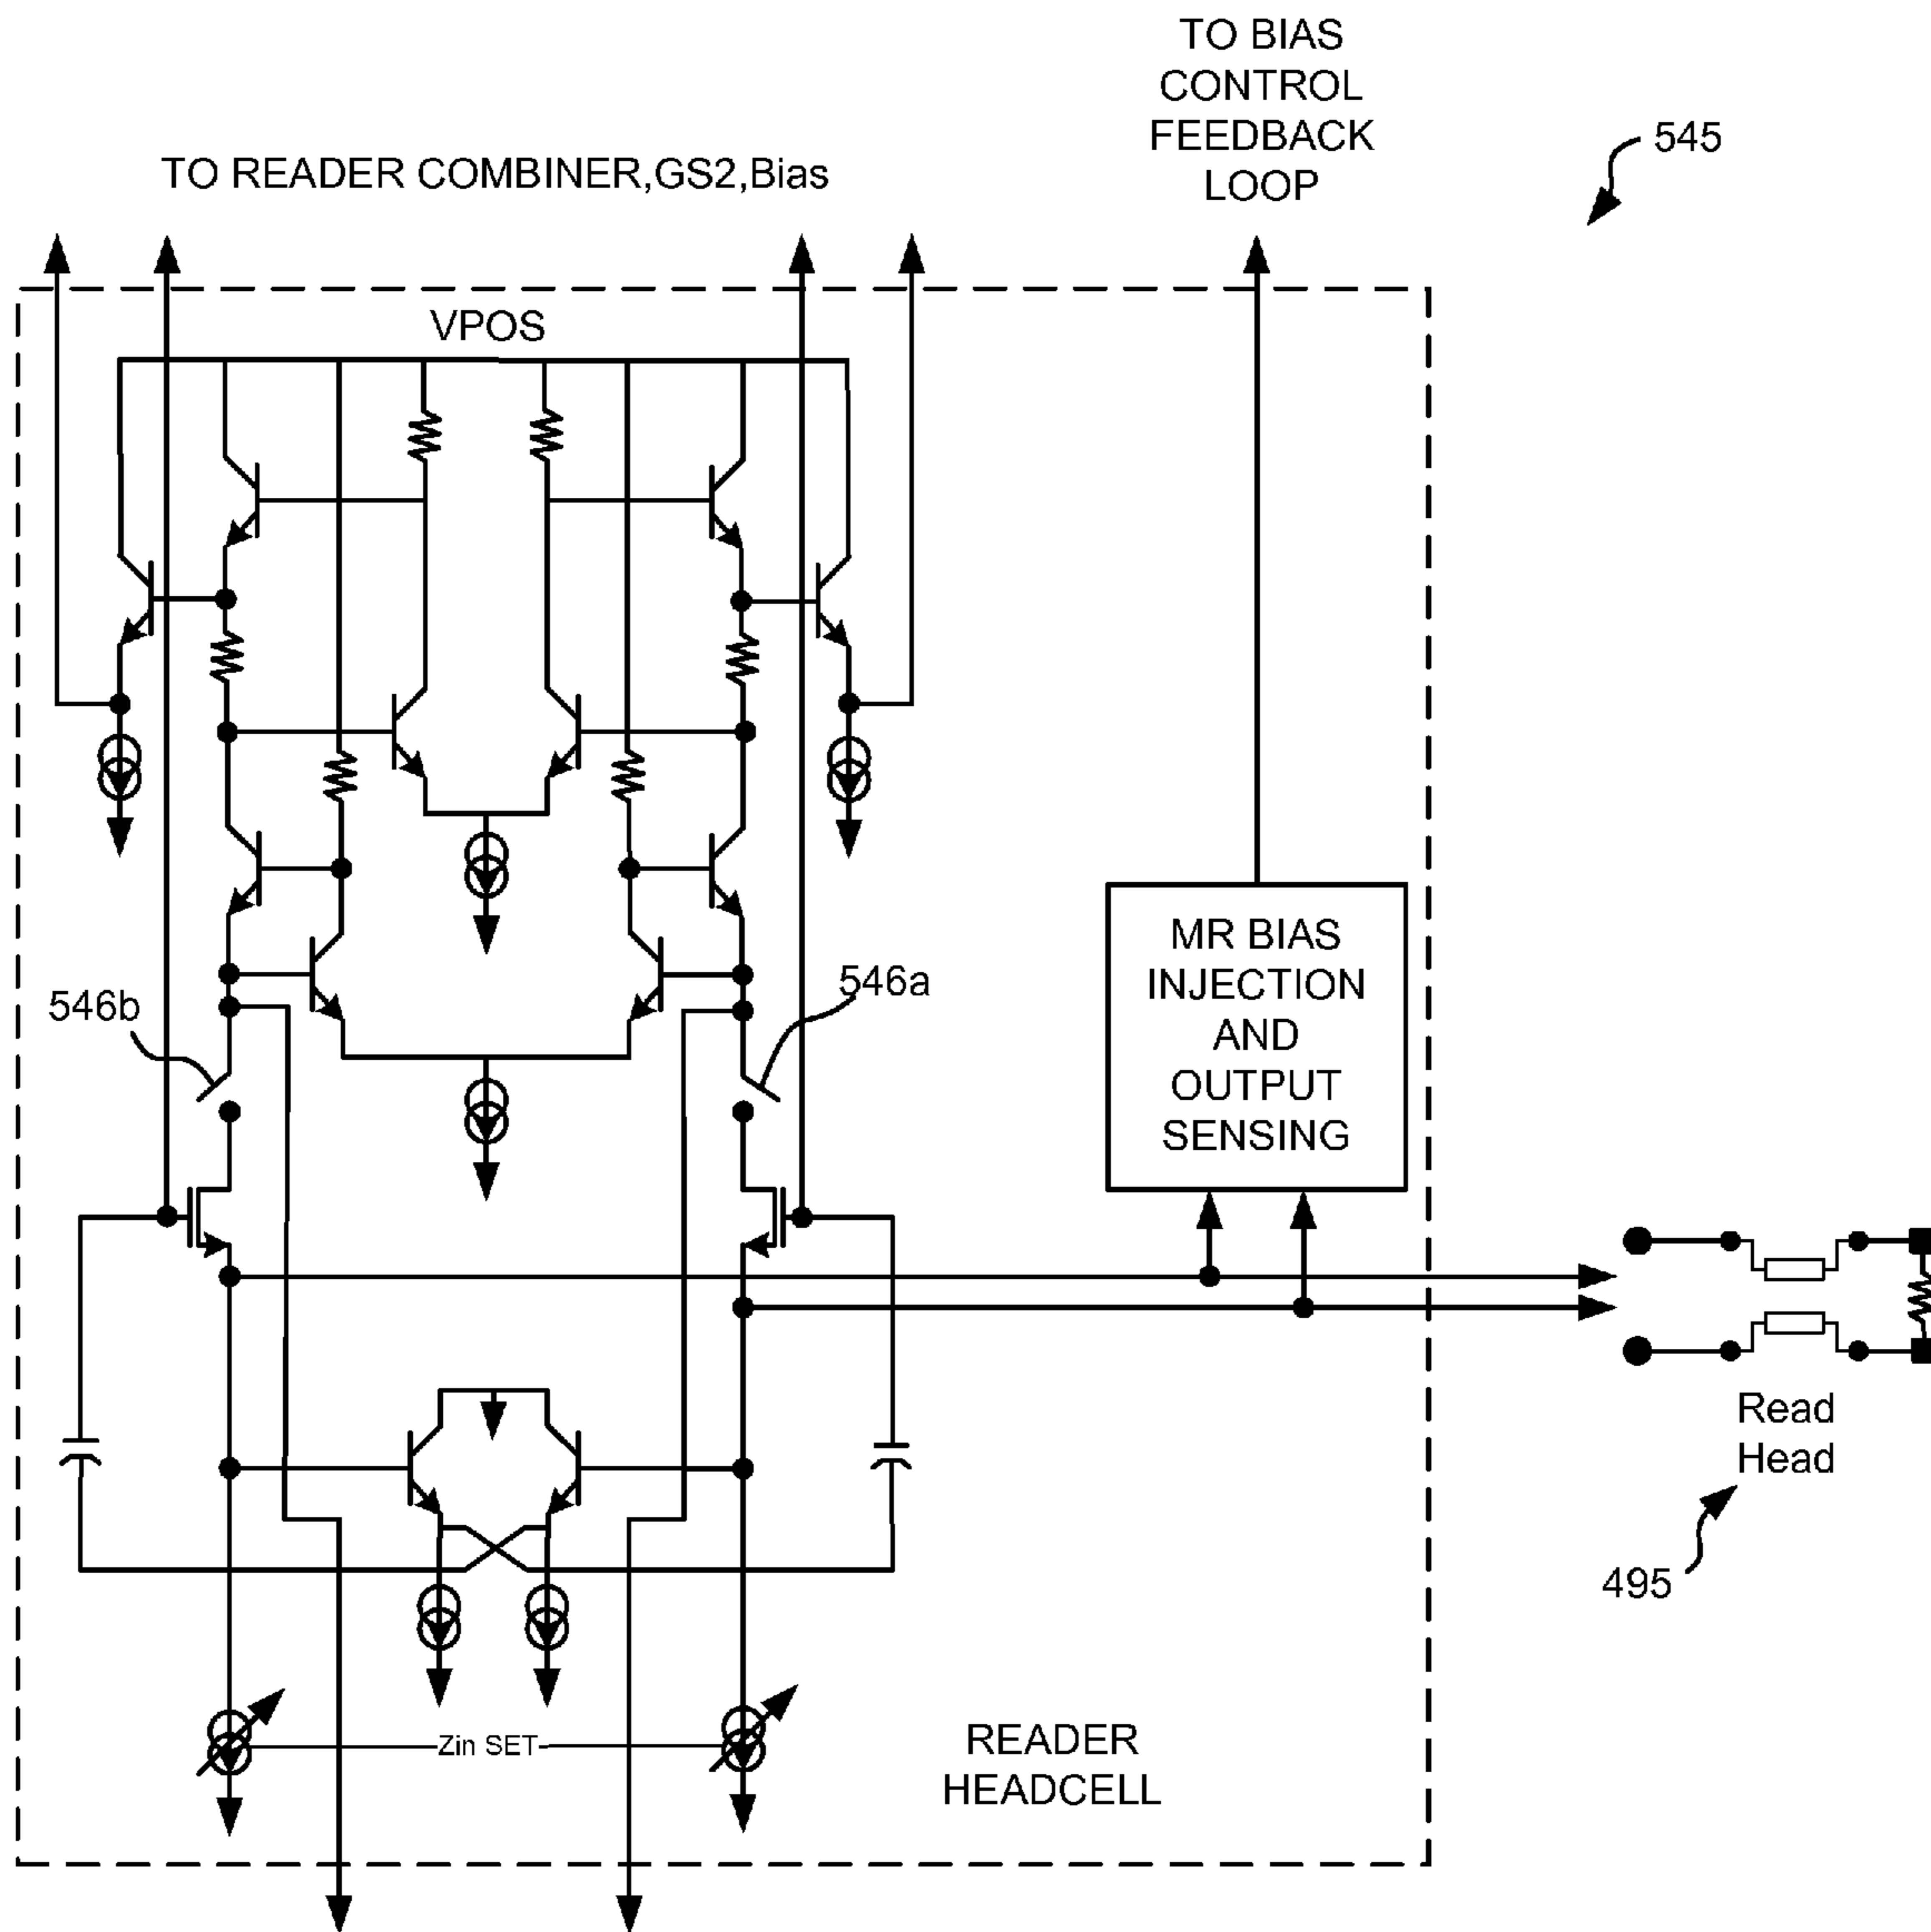 TO BIAS
CONTROL
FEEDBACK
LOOP
545
TO READER COMBINER,GS2,Bias
VPOS
546b
546a
MR BIAS
INJECTION
AND
OUTPUT
SENSING
Read
Head
495
Zin SET
READER
HEADCELL